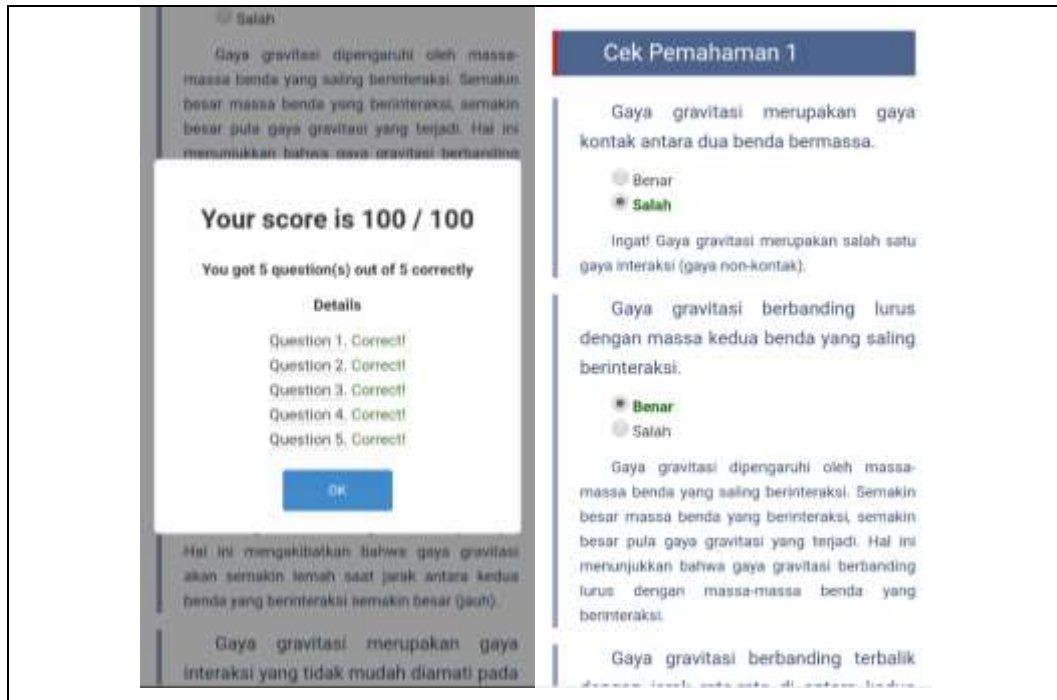 Salah
Gaya gravitasi dipengaruhi oleh massa-
massa benda yang saling berinteraksi. Semakin
besar massa benda yang berinteraksi, semakin
besar pula gaya gravitasi yang terjadi. Hal ini
menunjukkan bahwa gaya gravitasi berbanding
Your score is 100 / 100
You got 5 question(s) out of 5 correctly
Details
Question 1. Correct!
Question 2. Correct!
Question 3. Correct!
Question 4. Correct!
Question 5. Correct!
OK
Hal ini mengakibatkan bahwa gaya gravitasi
akan semakin lemah saat jarak antara kedua
benda yang berinteraksi semakin besar (jauh).
Gaya gravitasi merupakan gaya
interaksi yang tidak mudah diamati pada
Cek Pemahaman 1
Gaya gravitasi merupakan gaya
kontak antara dua benda bermassa.
Benar
Salah
Ingat! Gaya gravitasi merupakan salah satu
gaya interaksi (gaya non-kontak).
Gaya gravitasi berbanding lurus
dengan massa kedua benda yang saling
berinteraksi.
Benar
Salah
Gaya gravitasi dipengaruhi oleh massa-
massa benda yang saling berinteraksi. Semakin
besar massa benda yang berinteraksi, semakin
besar pula gaya gravitasi yang terjadi. Hal ini
menunjukkan bahwa gaya gravitasi berbanding
lurus dengan massa-massa benda yang
berinteraksi.
Gaya gravitasi berbanding terbalik